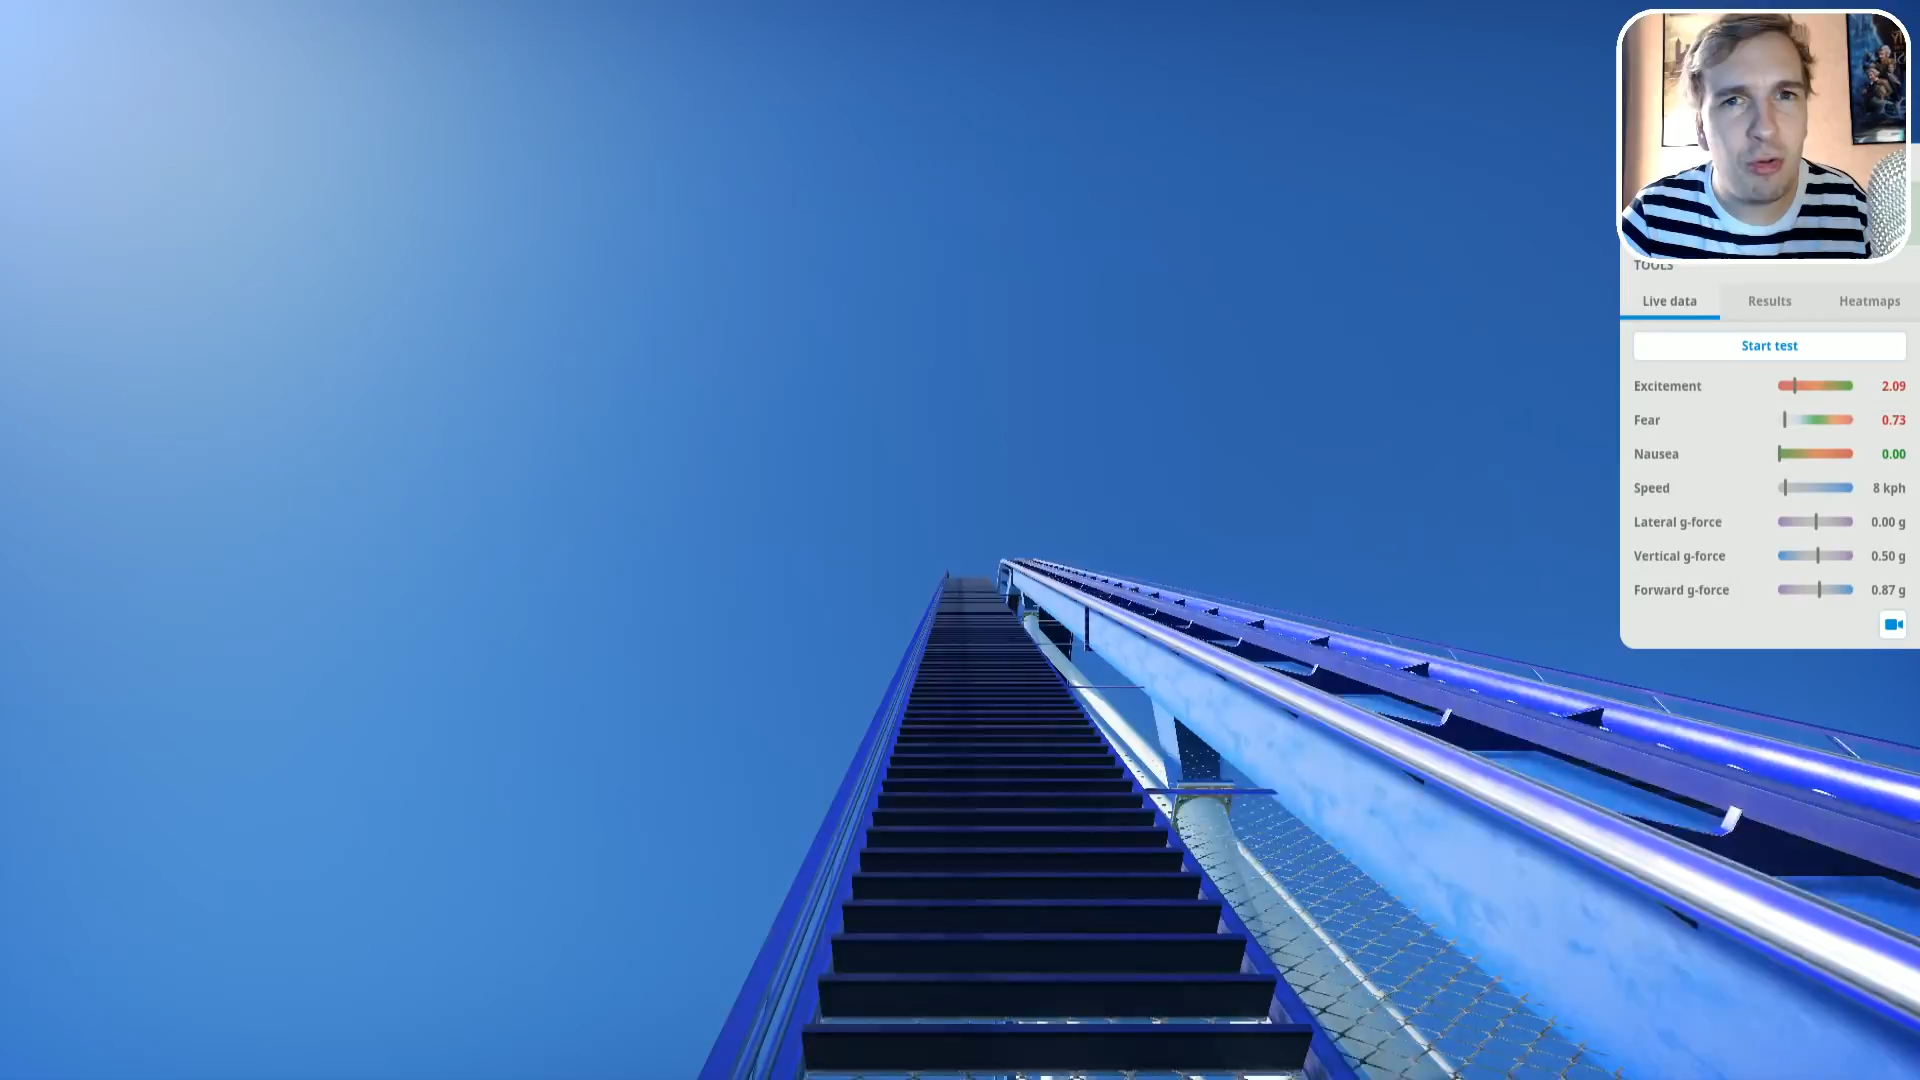 TOOLS
Live data Results Heatmaps
Start test
Excitement 2.09
Fear 0.73
Nausea 0.00
Speed 8 kph
Lateral g-force 0.00 g
Vertical g-force 0.50 g
Forward g-force 0.87 g